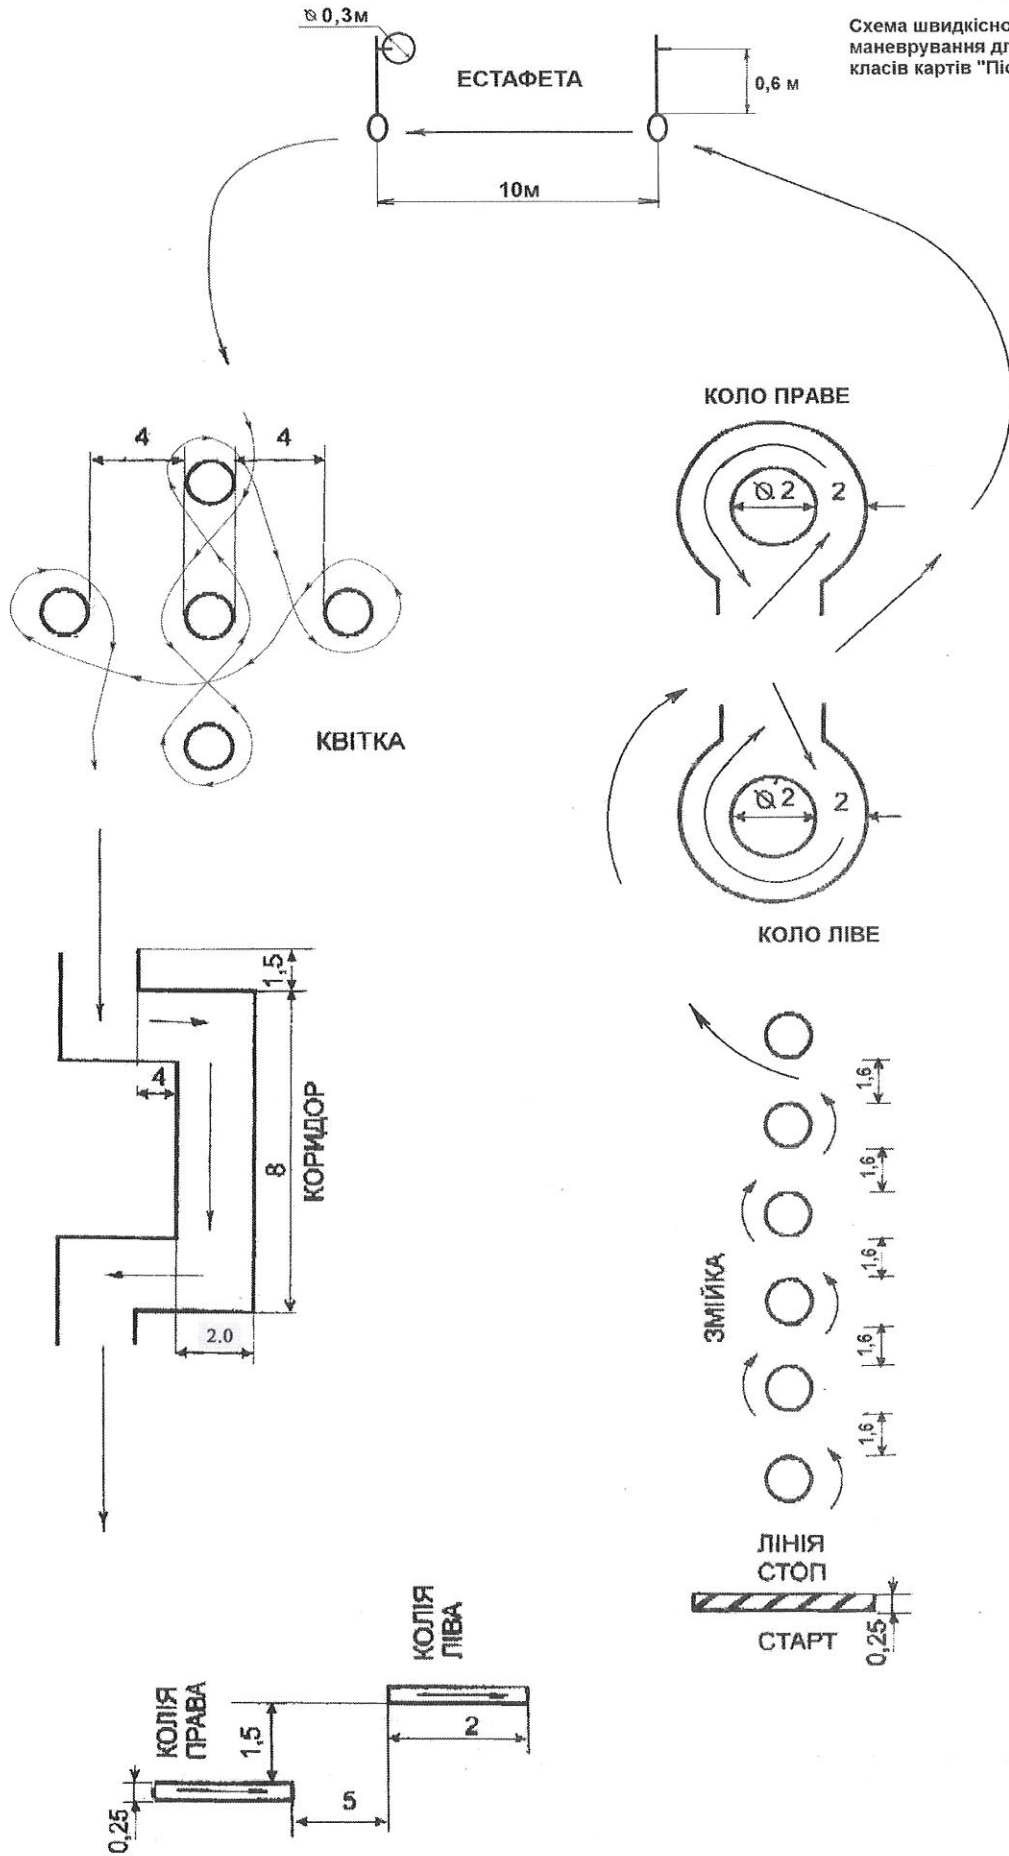 ⌀ 0,3м
Схема швидкісно
маневрування дл
класів картів "Піс
ЕСТАФЕТА
0,6 м
10м
КОЛО ПРАВЕ
4
4
⌀ 2
2
КВІТКА
⌀ 2
2
КОЛО ЛІВЕ
1,5
4
8
КОРИДОР
2.0
1,6
1,6
1,6
1,6
1,6
ЗМІЙКА
ЛІНІЯ
СТОП
СТАРТ
0,25
КОЛІЯ
ЛІВА
КОЛІЯ
ПРАВА
1,5
2
0,25
5